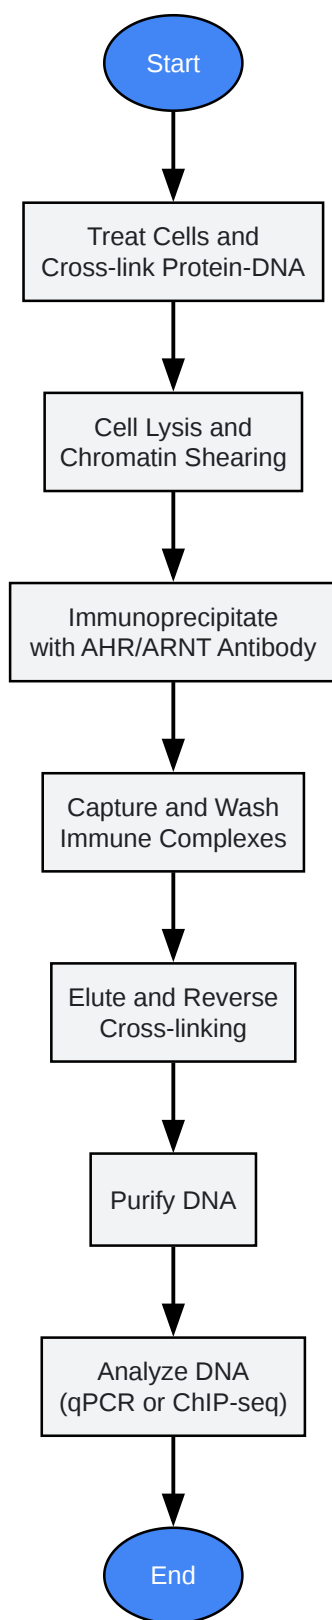 Start
Treat Cells and
Cross-link Protein-DNA
Cell Lysis and
Chromatin Shearing
Immunoprecipitate
with AHR/ARNT Antibody
Capture and Wash
Immune Complexes
Elute and Reverse
Cross-linking
Purify DNA
Analyze DNA
(qPCR or ChIP-seq)
End